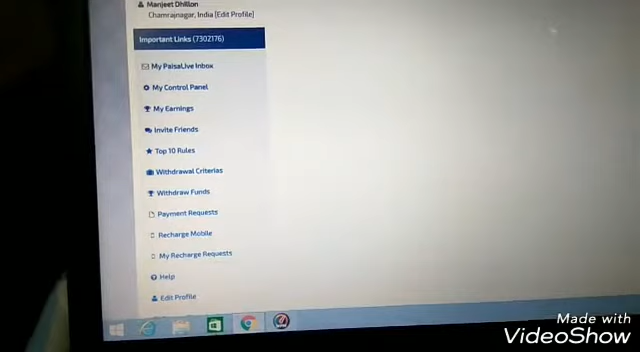 Manjeet Dhillon
Chamrajnagar, India [Edit Profile]
Important Links (7302176)
My PaisaLive Inbox
My Control Panel
My Earnings
Invite Friends
Top 10 Rules
Withdrawal Criterias
Withdraw Funds
Payment Requests
Recharge Mobile
My Recharge Requests
Help
Edit Profile
Made with
VideoShow